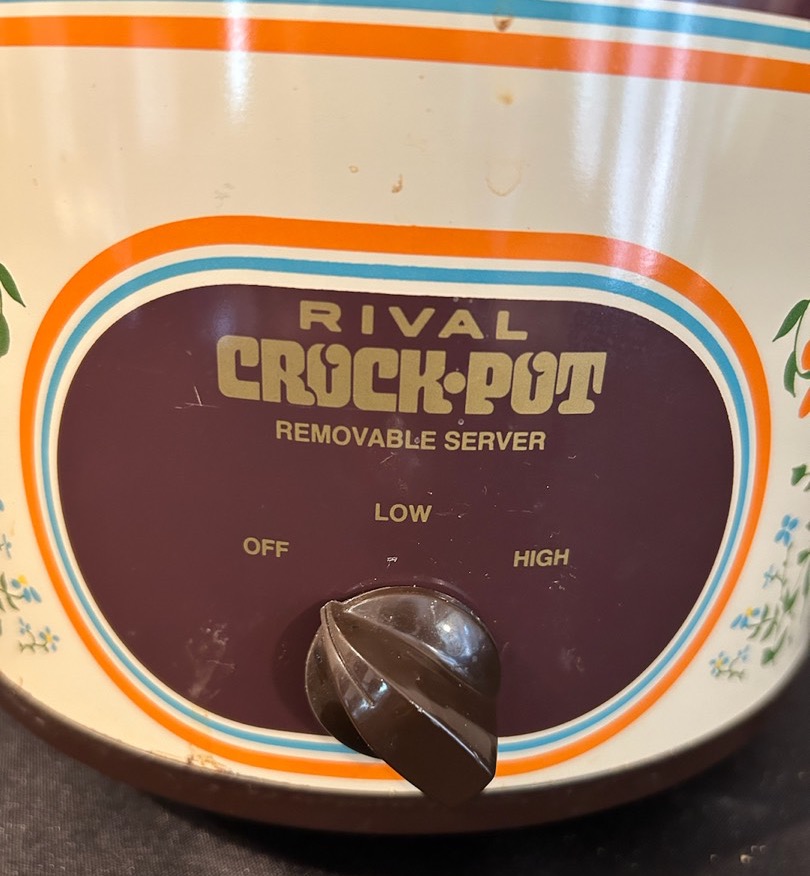 RIVAL
CROCK·POT
REMOVABLE SERVER
LOW
OFF HIGH